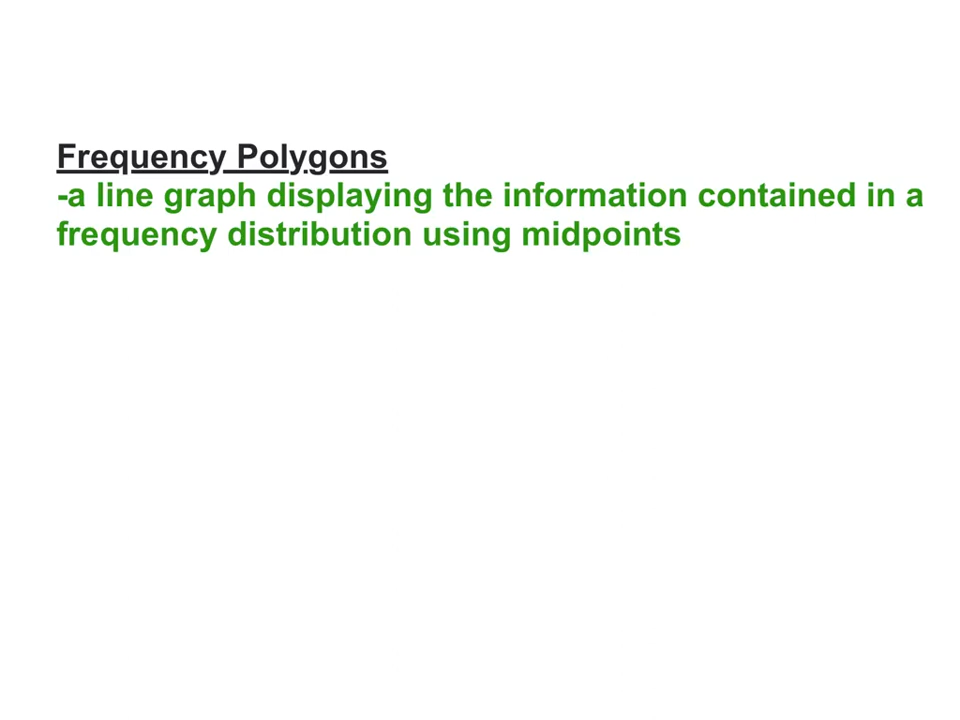 Frequency Polygons
-a line graph displaying the information contained in a
frequency distribution using midpoints